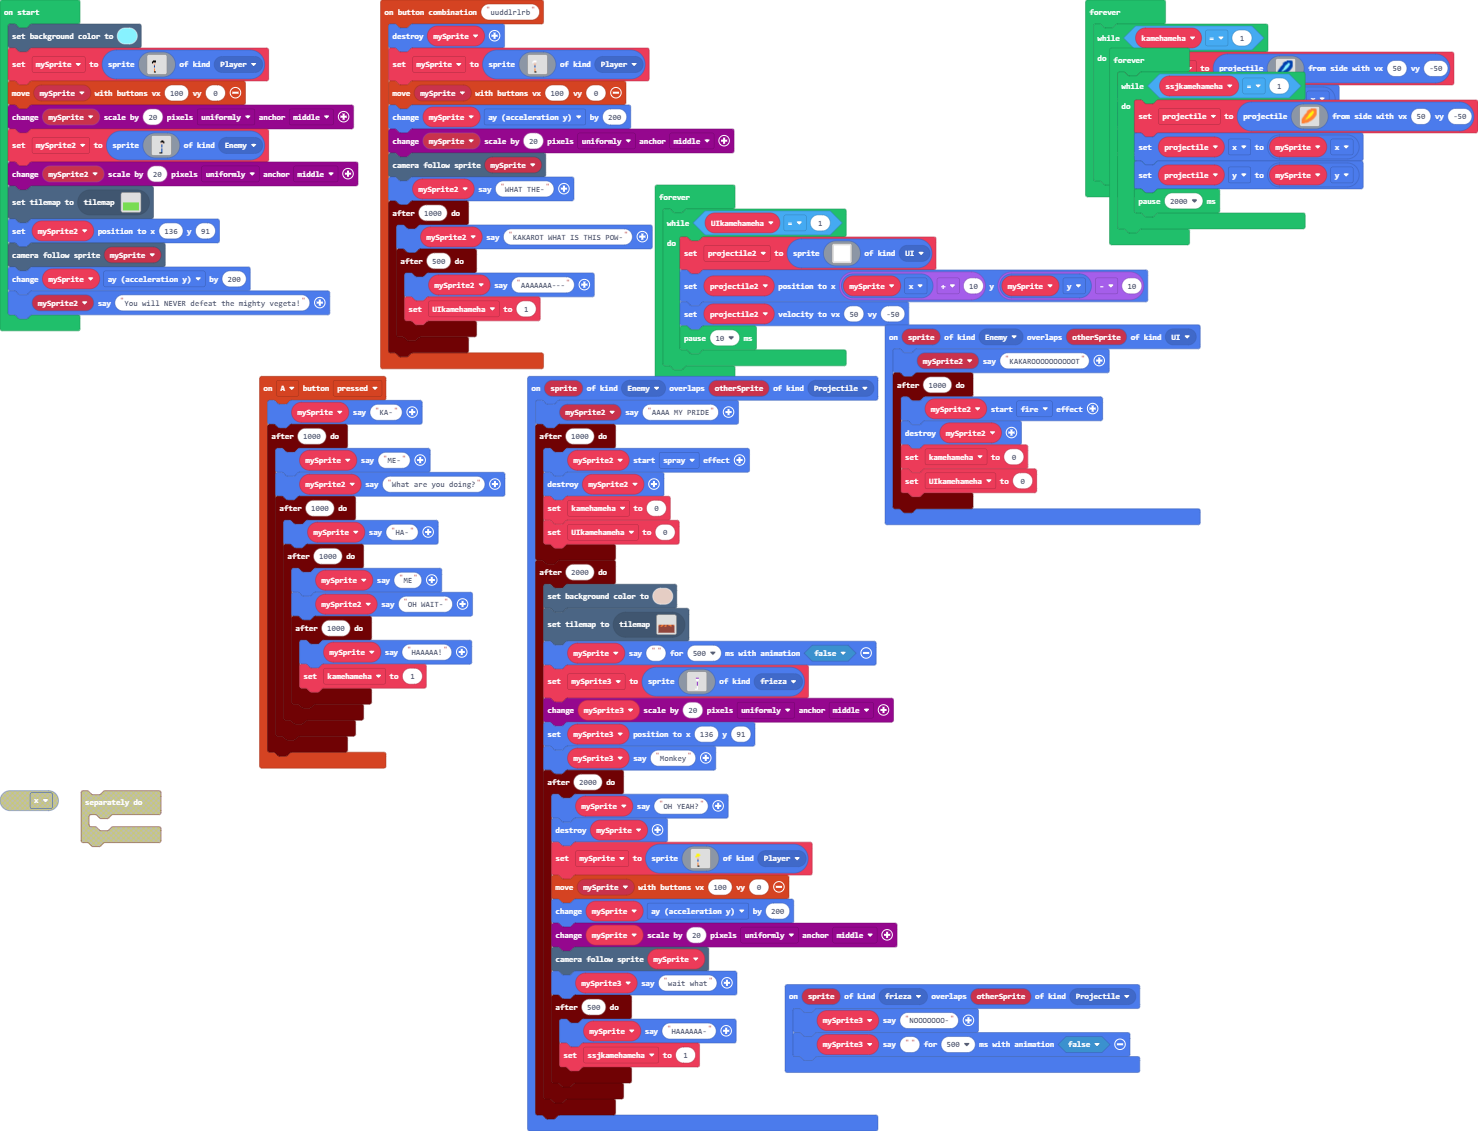 on start
set background color to
set mySprite to sprite of kind Player
move mySprite with buttons vx 100 vy 0
change mySprite scale by 20 pixels uniformly anchor middle
set mySprite2 to sprite of kind Enemy
change mySprite2 scale by 20 pixels uniformly anchor middle
set tilemap to tilemap
set mySprite2 position to x 136 y 91
camera follow sprite mySprite
change mySprite ay (acceleration y) by 200
mySprite2 say "You will NEVER defeat the mighty vegeta!"
on button combination "uuddlrlrb"
destroy mySprite
set mySprite to sprite of kind Player
move mySprite with buttons vx 100 vy 0
change mySprite ay (acceleration y) by 200
change mySprite scale by 20 pixels uniformly anchor middle
camera follow sprite mySprite
mySprite2 say "WHAT THE-"
after 1000 do
mySprite2 say "KAKAROT WHAT IS THIS POW-"
after 500 do
mySprite2 say "AAAAAAA---"
set UIkamehameha to 1
forever
while UIkamehameha = 1
do
set projectile2 to sprite of kind UI
set projectile2 position to x mySprite x + 10 y mySprite y - 10
set projectile2 velocity to vx 50 vy -50
pause 10 ms
forever
while kamehameha = 1
do
to projectile from side with vx 50 vy -50
forever
while ssjkamehameha = 1
do
set projectile to projectile from side with vx 50 vy -50
set projectile x to mySprite x
set projectile y to mySprite y
pause 2000 ms
on sprite of kind Enemy overlaps otherSprite of kind UI
mySprite2 say "KAKAROOOOOOOOOOT"
after 1000 do
mySprite2 start fire effect
destroy mySprite2
set kamehameha to 0
set UIkamehameha to 0
on A button pressed
mySprite say "KA-"
after 1000 do
mySprite say "ME-"
mySprite2 say "What are you doing?"
after 1000 do
mySprite say "HA-"
after 1000 do
mySprite say "ME"
mySprite2 say "OH WAIT-"
after 1000 do
mySprite say "HAAAAA!"
set kamehameha to 1
on sprite of kind Enemy overlaps otherSprite of kind Projectile
mySprite2 say "AAAA MY PRIDE"
after 1000 do
mySprite2 start spray effect
destroy mySprite2
set kamehameha to 0
set UIkamehameha to 0
after 2000 do
set background color to
set tilemap to tilemap
mySprite say "" for 500 ms with animation false
set mySprite3 to sprite of kind frieza
change mySprite3 scale by 20 pixels uniformly anchor middle
set mySprite3 position to x 136 y 91
mySprite3 say "Monkey"
after 2000 do
mySprite say "OH YEAH?"
destroy mySprite
set mySprite to sprite of kind Player
move mySprite with buttons vx 100 vy 0
change mySprite ay (acceleration y) by 200
change mySprite scale by 20 pixels uniformly anchor middle
camera follow sprite mySprite
mySprite3 say "wait what"
after 500 do
mySprite say "HAAAAAA-"
set ssjkamehameha to 1
x
separately do
on sprite of kind frieza overlaps otherSprite of kind Projectile
mySprite3 say "NOOOOOOO-"
mySprite3 say "" for 500 ms with animation false